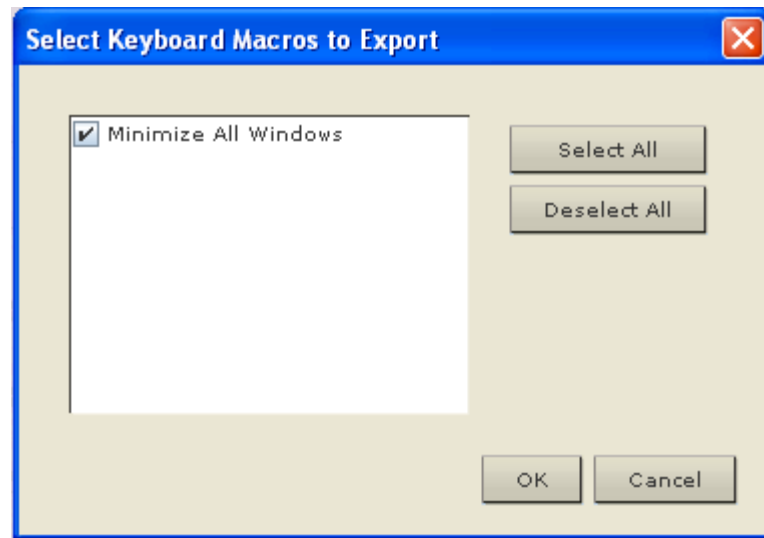 Select Keyboard Macros to Export
Minimize All Windows
Select All
Deselect All
OK
Cancel